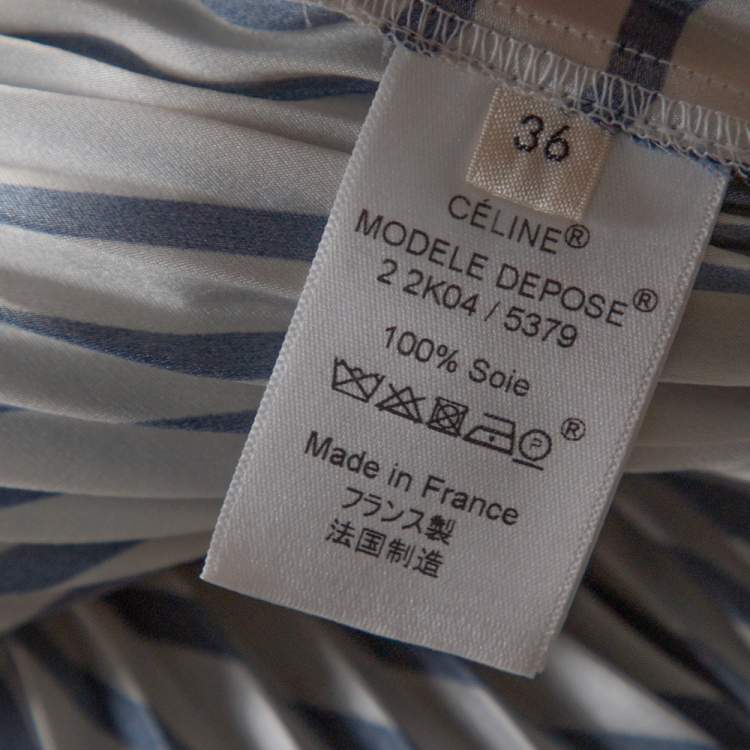 36
CÉLINE®
MODELE DEPOSE®
2 2K04 / 5379
100% Soie
P ®
Made in France
フランス製
法国制造